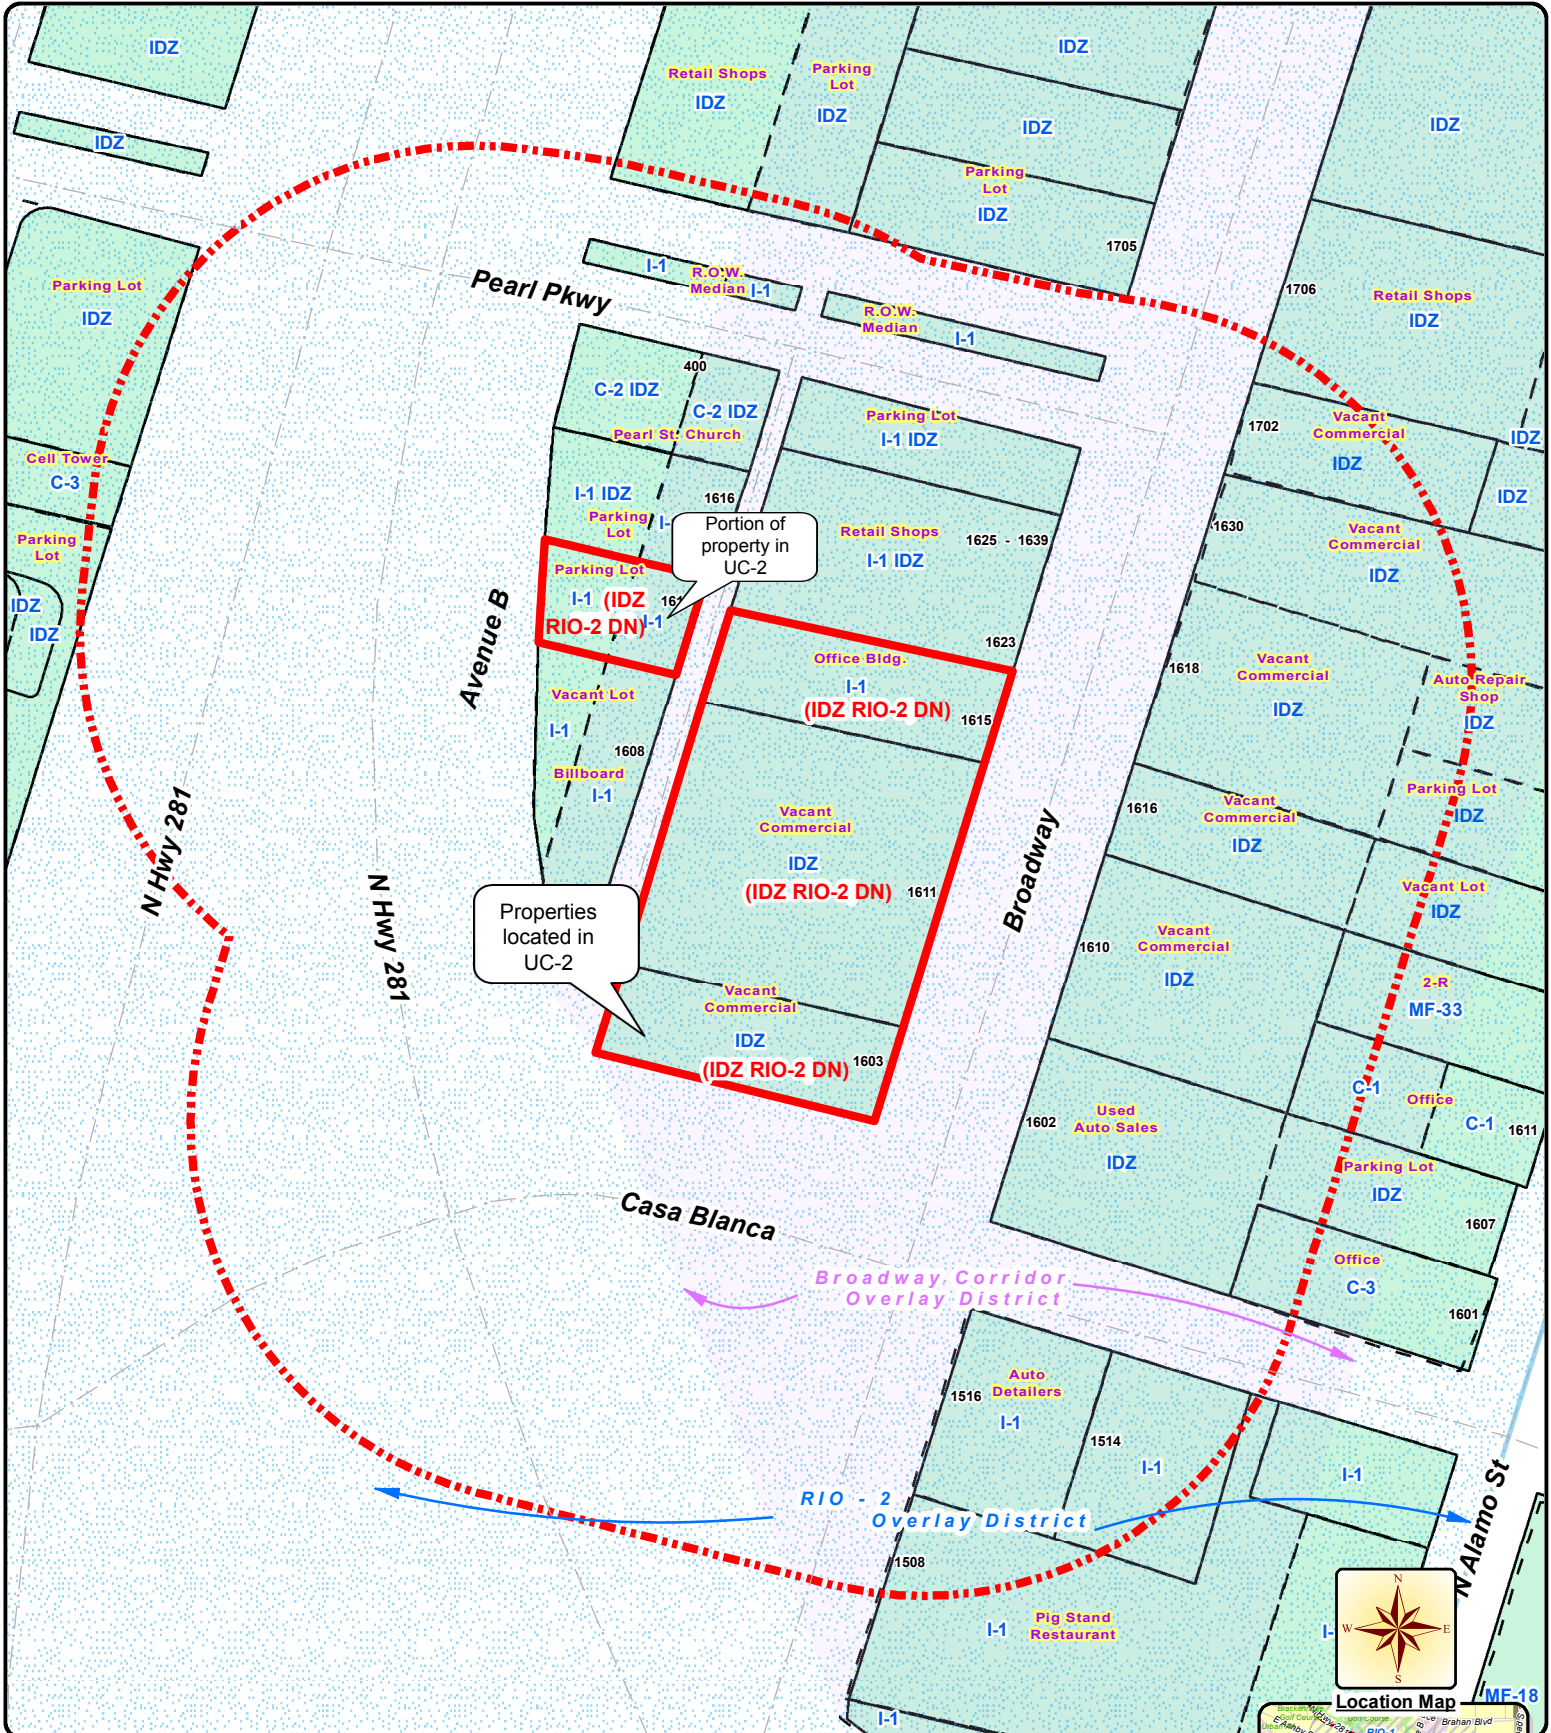 IDZ
IDZ
Retail Shops
IDZ
Parking
Lot
IDZ
IDZ
IDZ
Parking
Lot
IDZ
1705
IDZ
1706
Retail Shops
IDZ
Parking Lot
IDZ
Cell Tower
C-3
Parking
Lot
IDZ
IDZ
Pearl Pkwy
I-1
R.O.W.
Median
I-1
R.O.W.
Median
I-1
400
C-2 IDZ
C-2 IDZ
Pearl St. Church
I-1 IDZ
Parking
Lot
1616
Portion of
property in
UC-2
Parking Lot
I-1 IDZ
Retail Shops
I-1 IDZ
1625 - 1639
1623
1702
Vacant
Commercial
IDZ
IDZ
IDZ
1630
Vacant
Commercial
IDZ
Parking Lot
I-1
(IDZ
RIO-2 DN)
I-1
Avenue B
Vacant Lot
I-1
1608
Billboard
I-1
Office Bldg.
I-1
(IDZ RIO-2 DN)
1615
Vacant
Commercial
IDZ
(IDZ RIO-2 DN)
1611
Properties
located in
UC-2
Vacant
Commercial
IDZ
(IDZ RIO-2 DN)
1603
N Hwy 281
N Hwy 281
Broadway
1618
Vacant
Commercial
IDZ
Auto Repair
Shop
IDZ
Parking Lot
IDZ
1616
Vacant
Commercial
IDZ
Vacant Lot
IDZ
1610
Vacant
Commercial
IDZ
2-R
MF-33
C-1
Office
C-1
1611
1602
Used
Auto Sales
IDZ
Parking Lot
IDZ
1607
Office
C-3
1601
Casa Blanca
Broadway Corridor
Overlay District
1516
Auto
Detailers
I-1
1514
I-1
I-1
RIO - 2
Overlay District
1508
I-1
Pig Stand
Restaurant
I-1
N Alamo St
N
W
E
S
Location Map
MF-18
Brahan Blvd
RIO-1